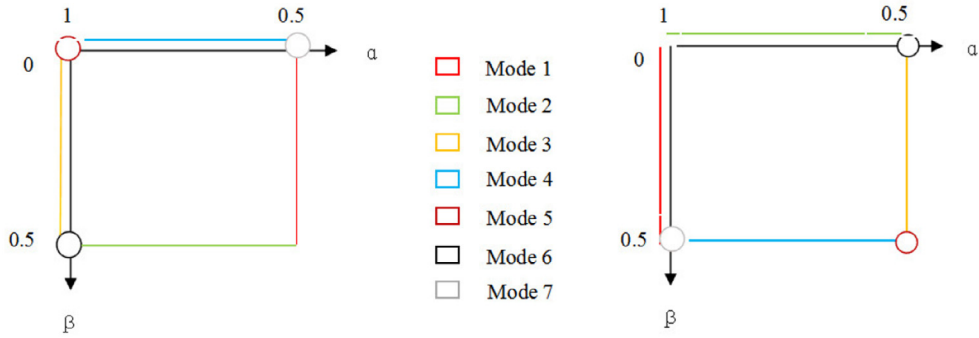 1 0.5
0 α
0.5
β
Mode 1
Mode 2
Mode 3
Mode 4
Mode 5
Mode 6
Mode 7
1 0.5
0 α
0.5
β